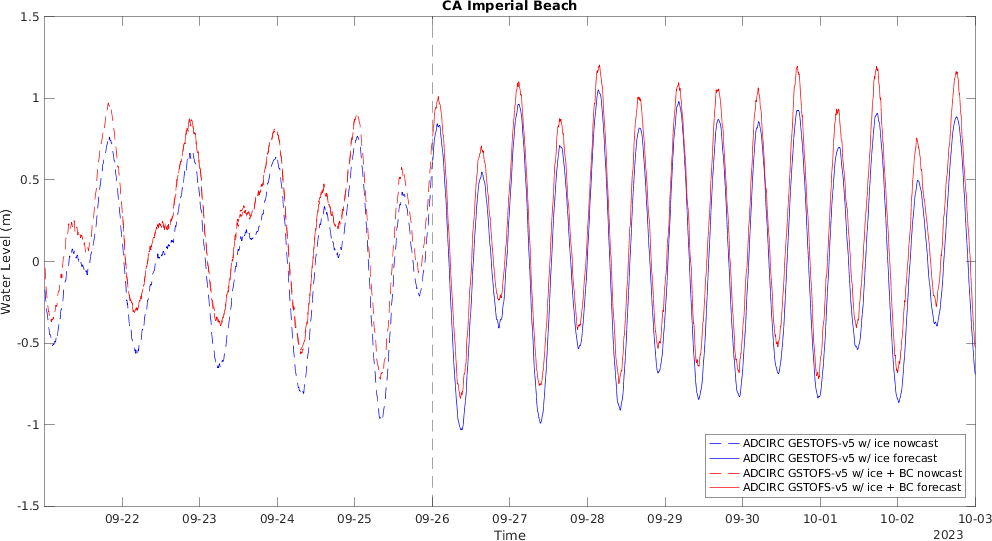 CA Imperial Beach
1.5
1
0.5
0
-0.5
-1
-1.5
Water Level (m)
09-22 09-23 09-24 09-25 09-26 09-27 09-28 09-29 09-30 10-01 10-02 10-03
Time
2023
ADCIRC GESTOFS-v5 w/ ice nowcast
ADCIRC GESTOFS-v5 w/ ice forecast
ADCIRC GSTOFS-v5 w/ ice + BC nowcast
ADCIRC GSTOFS-v5 w/ ice + BC forecast